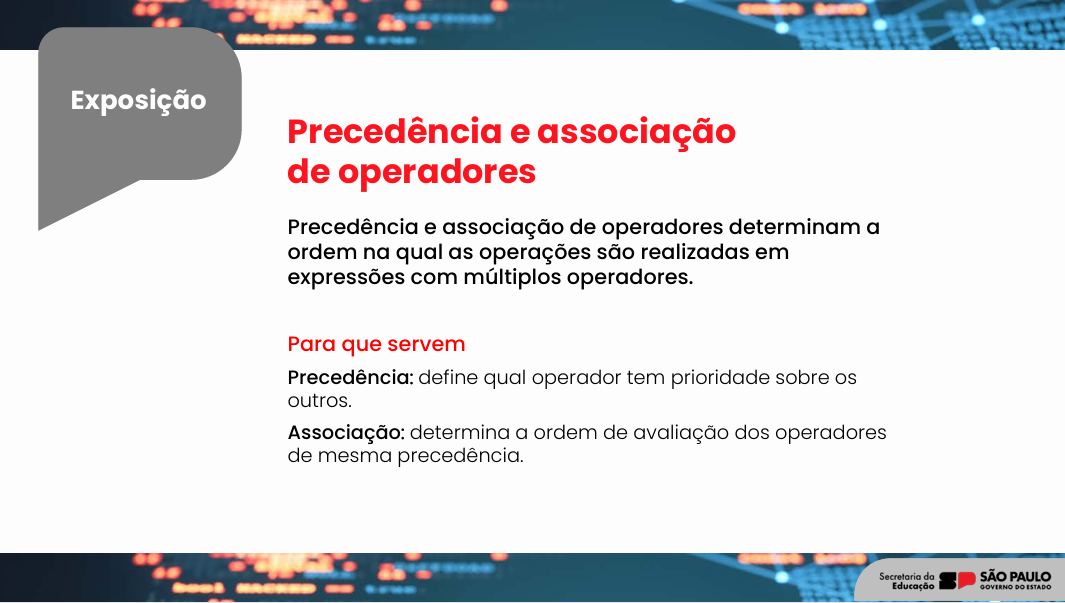 Exposição
Precedência e associação
de operadores
Precedência e associação de operadores determinam a
ordem na qual as operações são realizadas em
expressões com múltiplos operadores.
Para que servem
Precedência: define qual operador tem prioridade sobre os
outros.
Associação: determina a ordem de avaliação dos operadores
de mesma precedência.
Secretaria da
Educação
SÃO PAULO
GOVERNO DO ESTADO